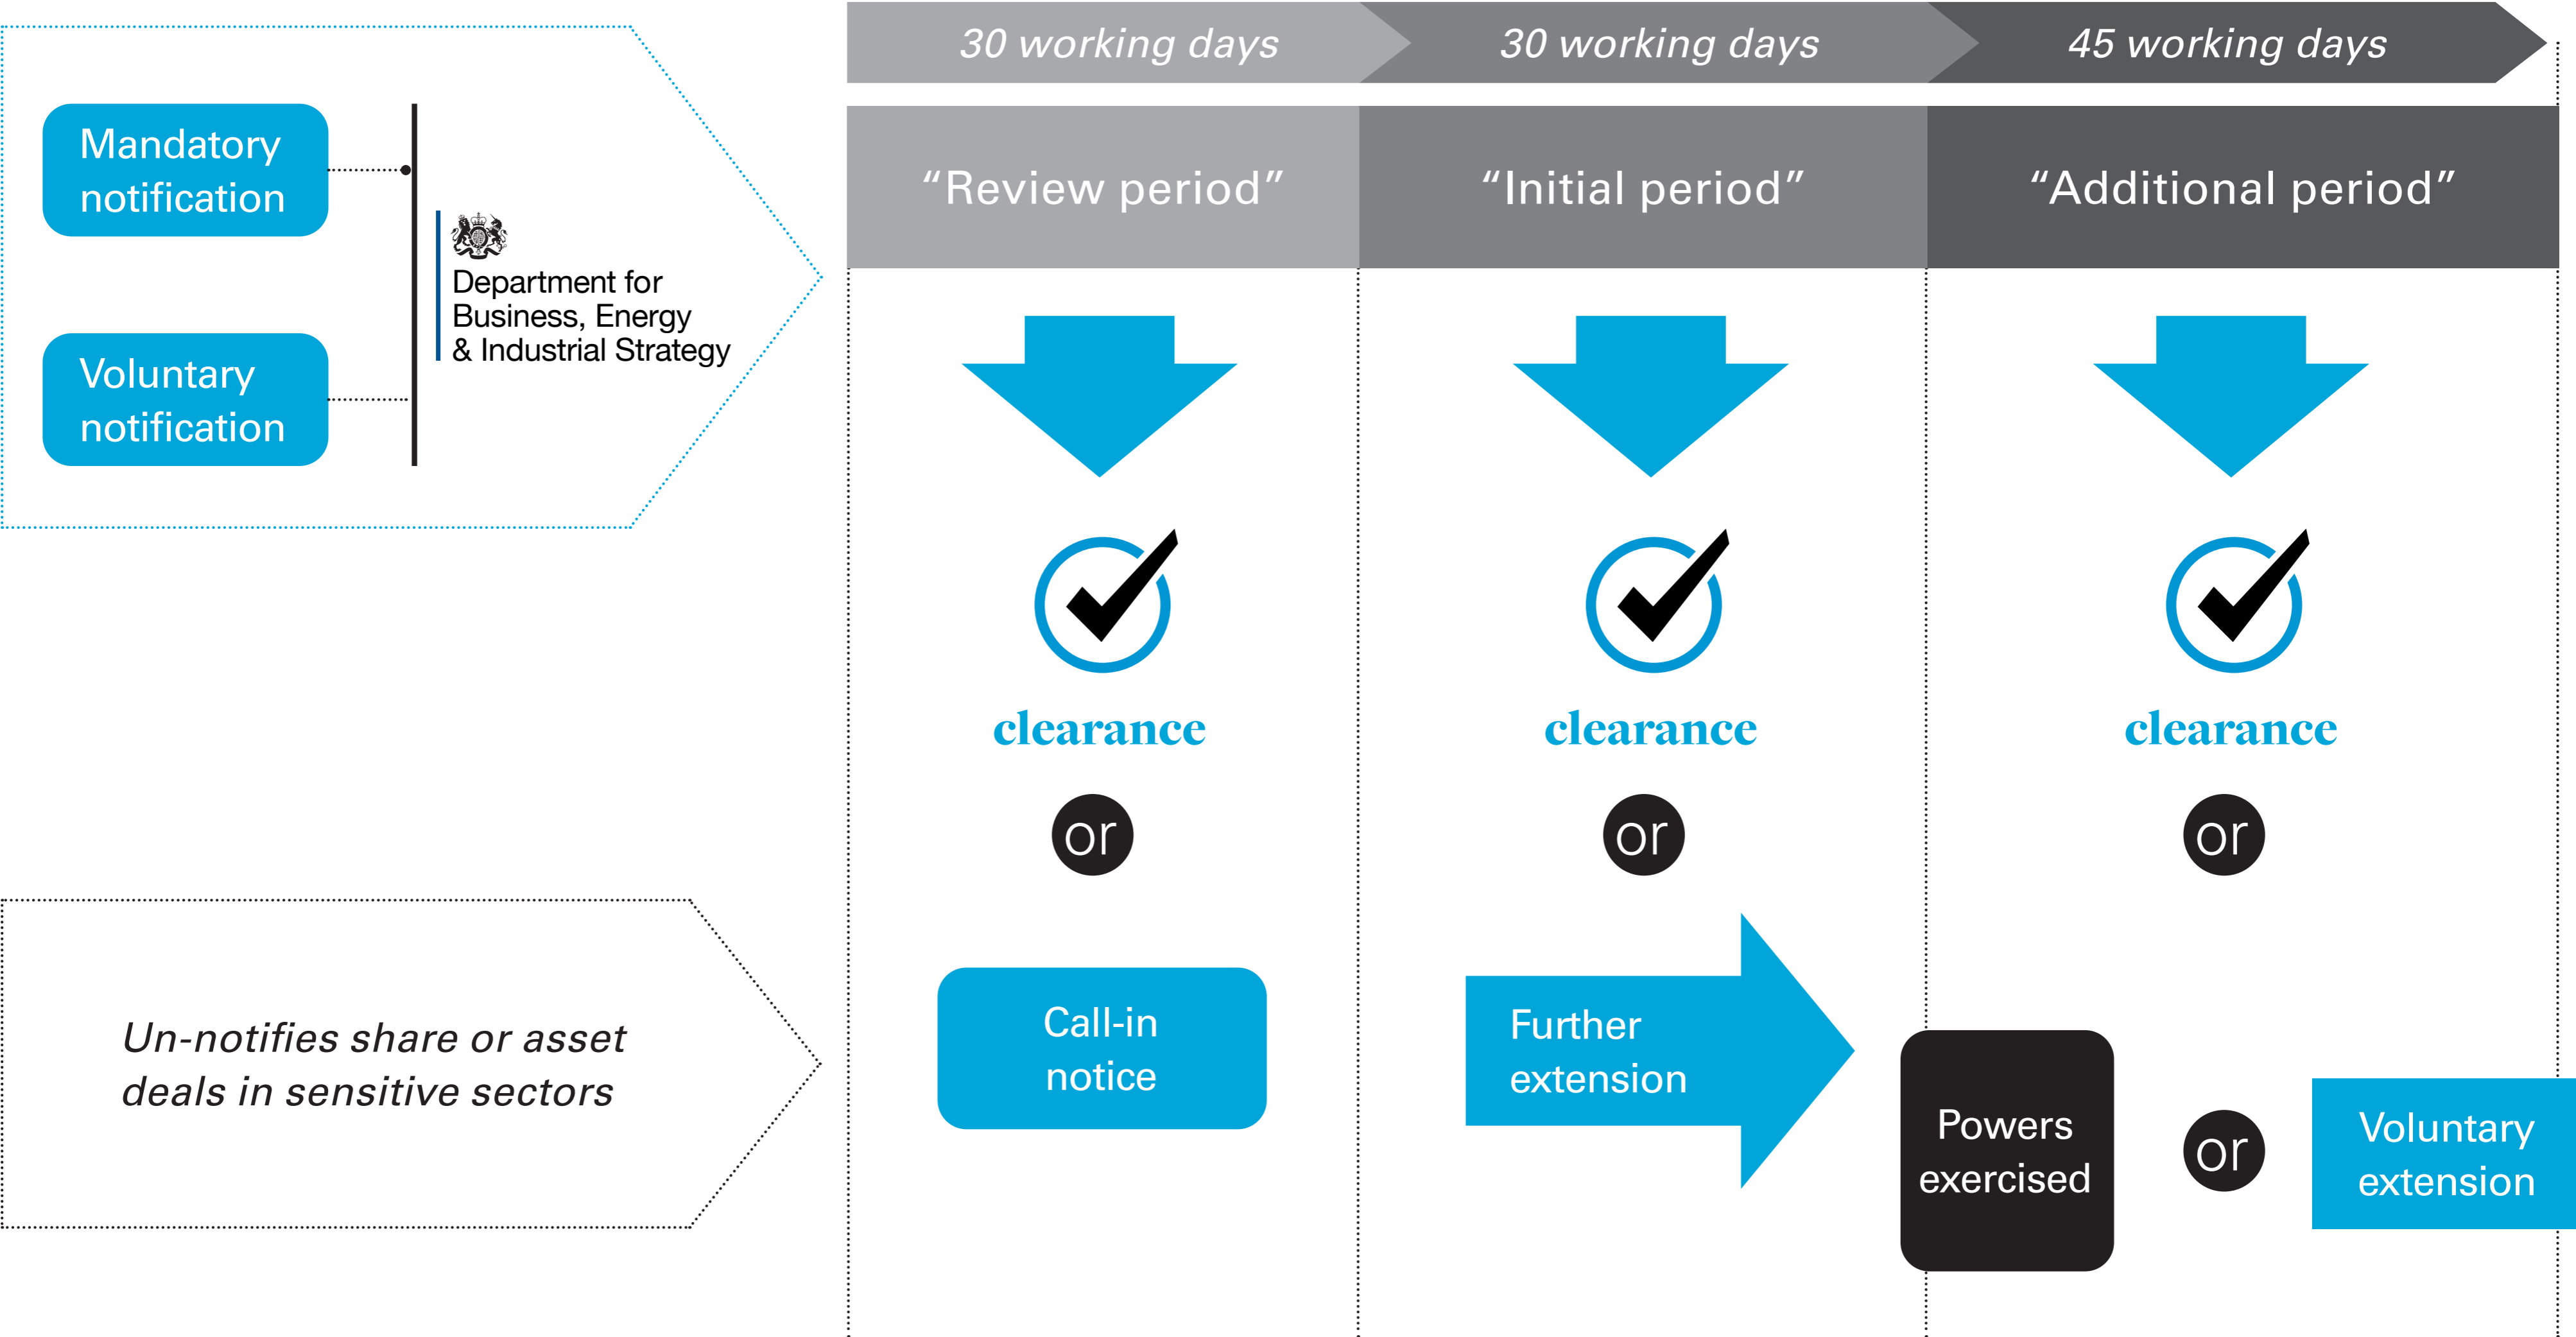 30 working days
30 working days
45 working days
Mandatory
notification
Voluntary
notification
Department for
Business, Energy
& Industrial Strategy
“Review period”
“Initial period”
“Additional period”
clearance
clearance
clearance
or
or
or
Un-notifies share or asset
deals in sensitive sectors
Call-in
notice
Further
extension
Powers
exercised
or
Voluntary
extension